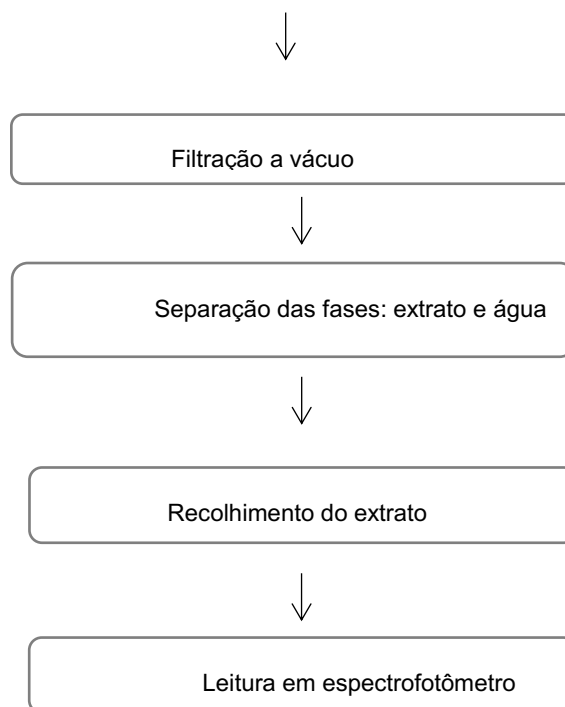 Filtração a vácuo
Separação das fases: extrato e água
Recolhimento do extrato
Leitura em espectrofotômetro